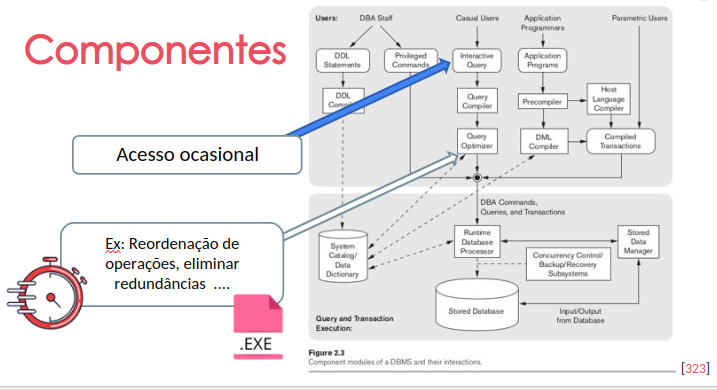 Componentes
Users:
DBA Staff
Casual Users
Application
Programmers
Parametric Users
DDL
Statements
Privileged
Commands
Interactive
Query
Application
Programs
DDL
Query
Compiler
Precompiler
Host
Language
Compiler
Acesso ocasional
Query
Optimizer
DML
Compiler
Compiled
Transactions
DBA Commands,
Queries, and Transactions
Ex: Reordenação de
operações, eliminar
redundâncias ....
System
Catalog/
Data
Dictionary
Runtime
Database
Processor
Stored
Data
Manager
Concurrency Control/
Backup/Recovery
Subsystems
Stored Database
Input/Output
from Database
Query and Transaction
Execution:
.EXE
Figure 2.3
Component modules of a DBMS and their interactions.
[323]